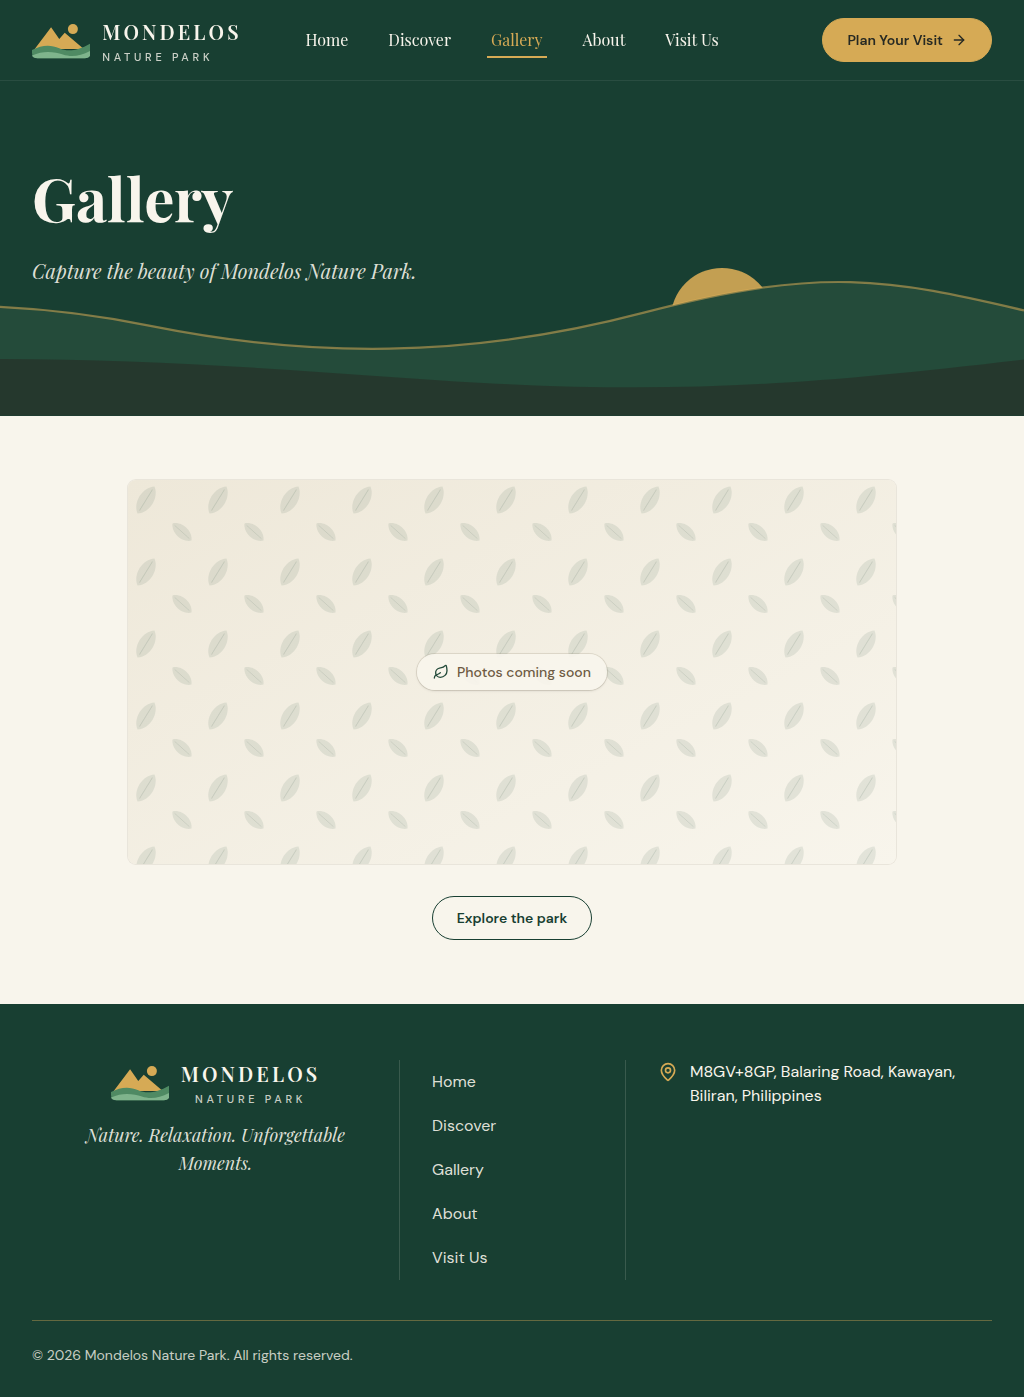 MONDELOS
NATURE PARK
Home
Discover
Gallery
About
Visit Us
Plan Your Visit
Gallery
Capture the beauty of Mondelos Nature Park.
Photos coming soon
Explore the park
MONDELOS
NATURE PARK
Nature. Relaxation. Unforgettable
Moments.
Home
Discover
Gallery
About
Visit Us
M8GV+8GP, Balaring Road, Kawayan,
Biliran, Philippines
© 2026 Mondelos Nature Park. All rights reserved.